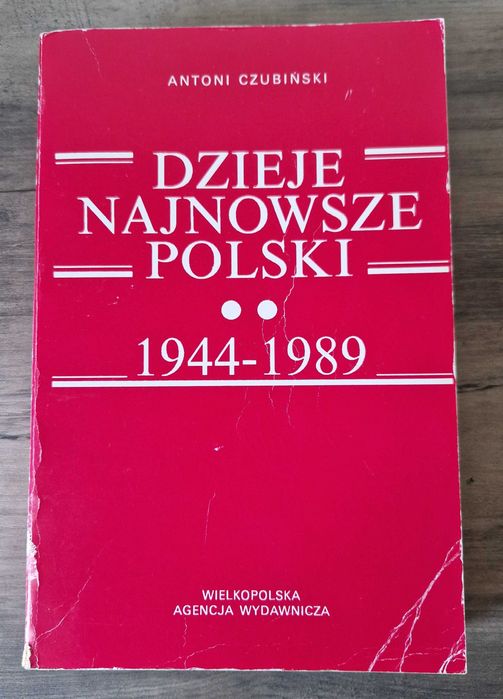 ANTONI CZUBIŃSKI
DZIEJE
NAJNOWSZE
POLSKI
1944-1989
WIELKOPOLSKA
AGENCJA WYDAWNICZA